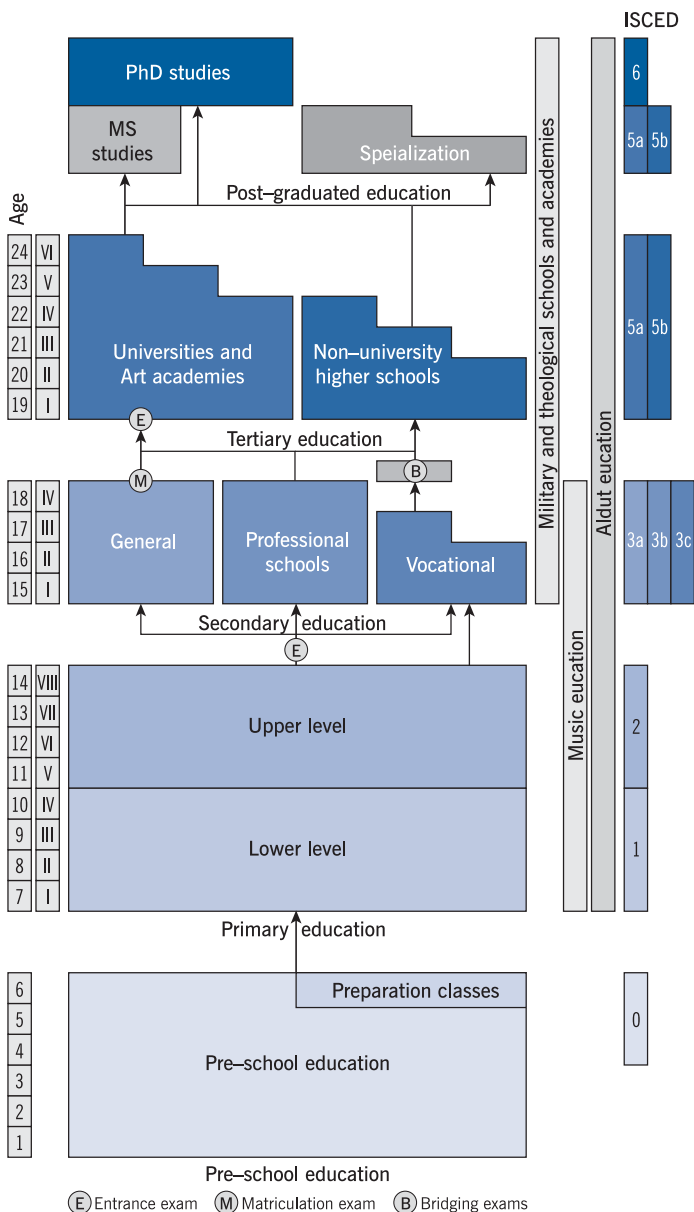 ISCED
PhD studies
6
MS
studies
Speialization
5a
5b
Post–graduated education
Age
24 VI
23 V
22 IV
21 III
20 II
19 I
Universities and
Art academies
Non–university
higher schools
5a
5b
E
Tertiary education
M
B
18 IV
17 III
16 II
15 I
General
Professional
schools
Vocational
3a
3b
3c
Military and theological schools and academies
Aldut eucation
Music eucation
Secondary education
E
14 VIII
13 VII
12 VI
11 V
10 IV
9 III
8 II
7 I
Upper level
2
Lower level
1
Primary education
6
5
4
3
2
1
Preparation classes
0
Pre–school education
Pre–school education
E Entrance exam
M Matriculation exam
B Bridging exams